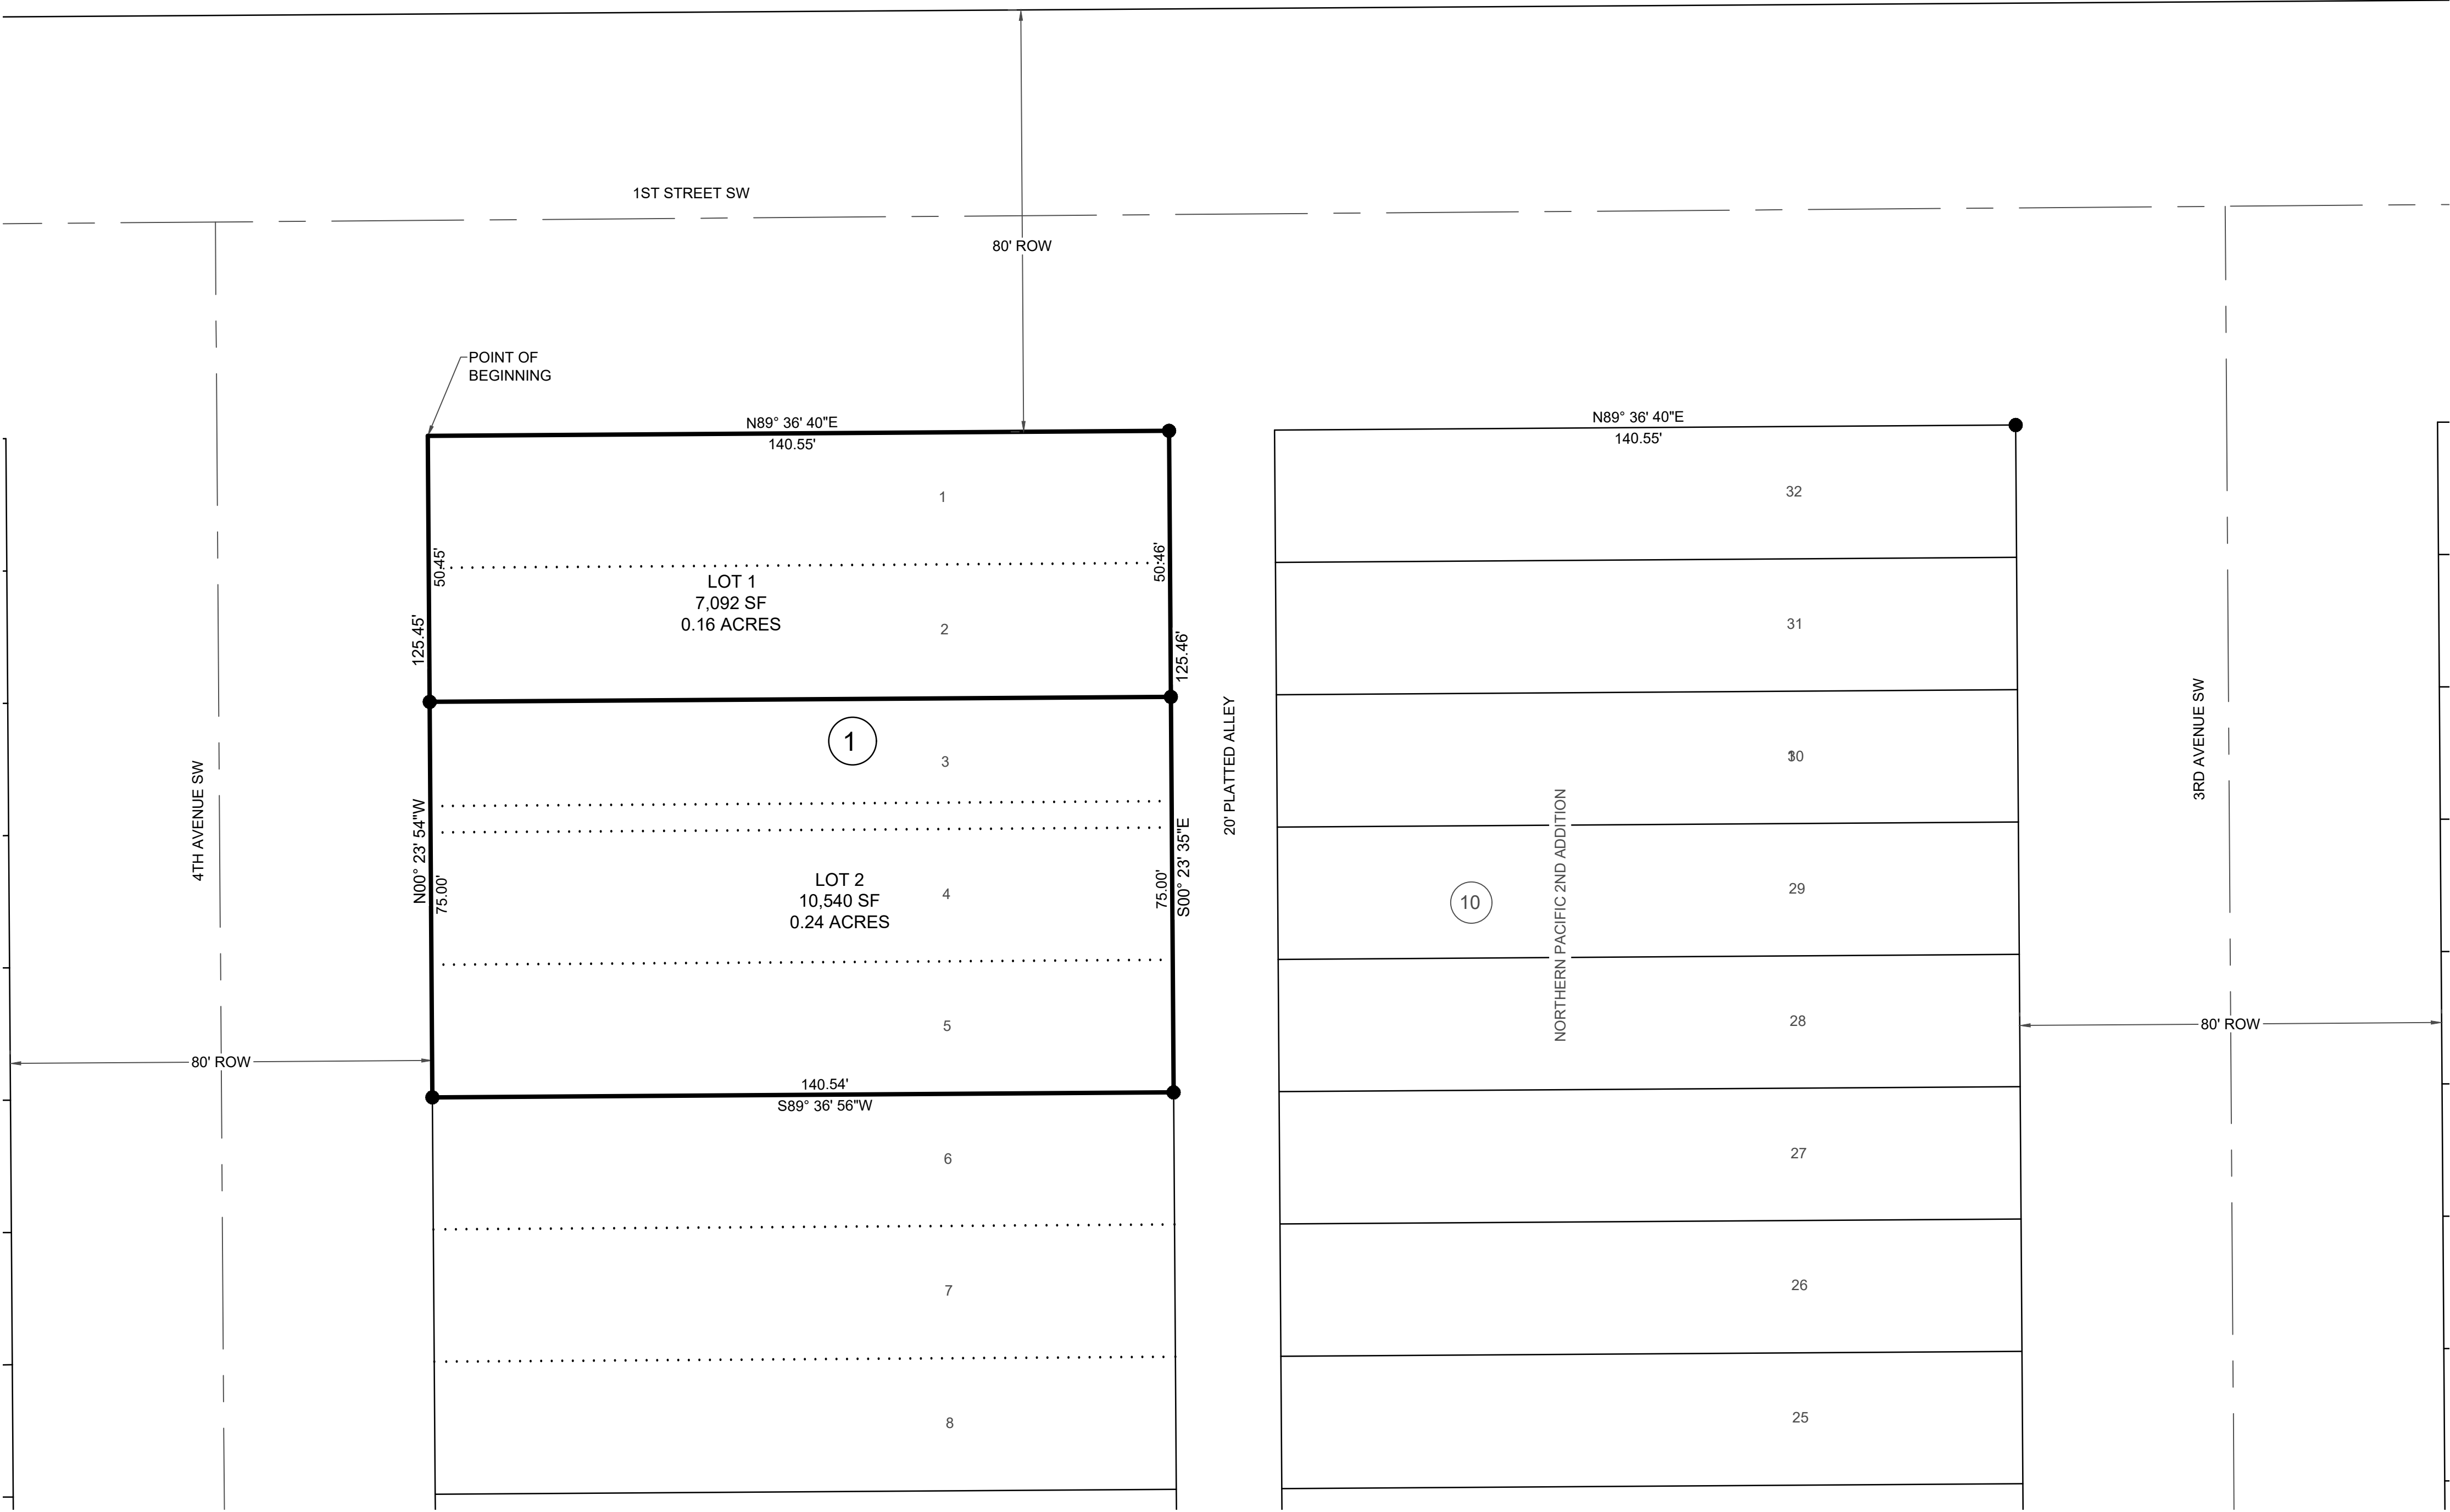 1ST STREET SW
80' ROW
POINT OF
BEGINNING
N89° 36' 40"E
140.55'
N89° 36' 40"E
140.55'
1
32
50.45'
50.46'
LOT 1
7,092 SF
0.16 ACRES
2
31
125.45'
125.46'
20' PLATTED ALLEY
3RD AVENUE SW
4TH AVENUE SW
1
3
N00° 23' 54"W
75.00'
LOT 2
10,540 SF
0.24 ACRES
4
75.00'
S00° 23' 35"E
10
NORTHERN PACIFIC 2ND ADDITION
29
5
28
80' ROW
80' ROW
140.54'
S89° 36' 56"W
6
27
7
26
8
25